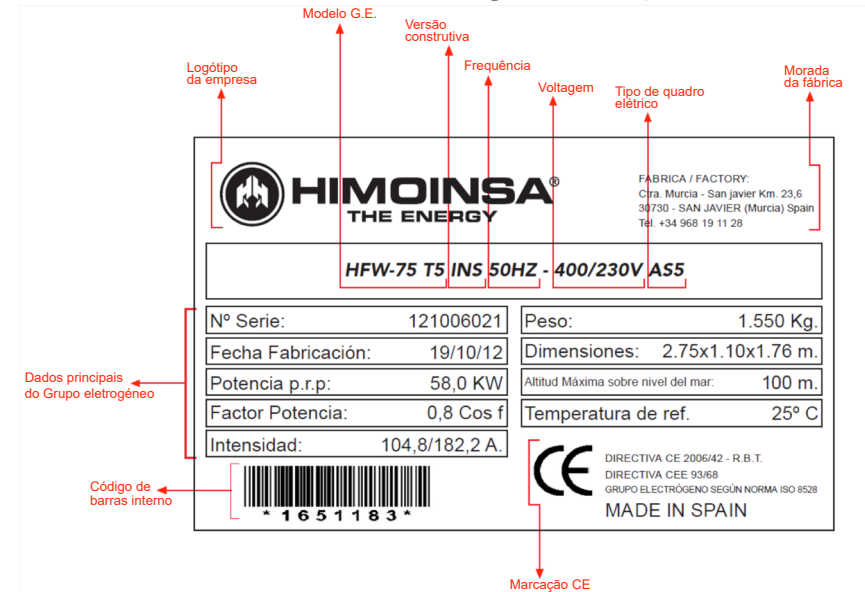 Modelo G.E.
Versão
construtiva
Frequência
Voltagem
Tipo de quadro
elétrico
Logótipo
da empresa
Morada
da fábrica
HIMOINSA®
THE ENERGY
FABRICA / FACTORY:
Ctra. Murcia - San javier Km. 23,6
30730 - SAN JAVIER (Murcia) Spain
Tel. +34 968 19 11 28
HFW-75 T5 INS 50HZ - 400/230V AS5
Nº Serie: 121006021
Peso: 1.550 Kg.
Fecha Fabricación: 19/10/12
Dimensiones: 2.75x1.10x1.76 m.
Potencia p.r.p: 58,0 KW
Altitud Máxima sobre nivel del mar: 100 m.
Factor Potencia: 0,8 Cos f
Temperatura de ref. 25º C
Intensidad: 104,8/182,2 A.
Dados principais
do Grupo eletrogéneo
Código de
barras interno
*1651183*
CE
DIRECTIVA CE 2006/42 - R.B.T.
DIRECTIVA CEE 93/68
GRUPO ELECTRÓGENO SEGÚN NORMA ISO 8528
MADE IN SPAIN
Marcação CE